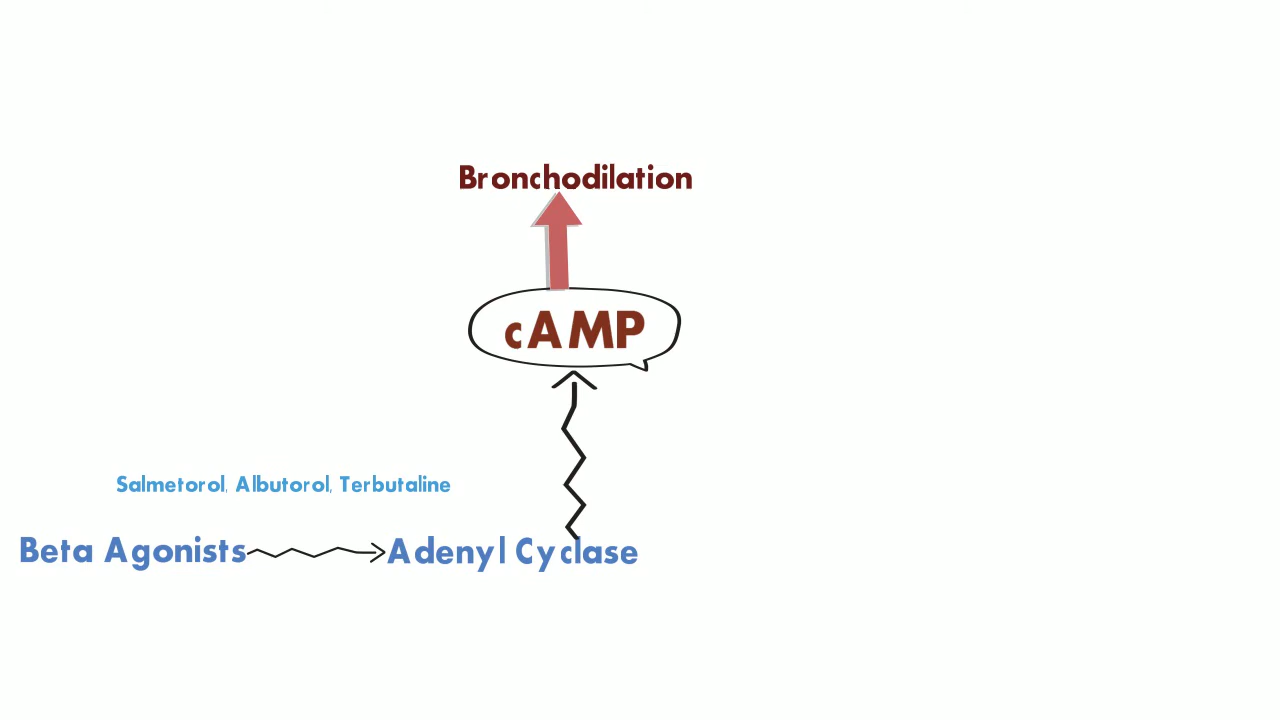 Bronchodilation
cAMP
Salmetorol, Albutorol, Terbutaline
Beta Agonists
Adenyl Cyclase